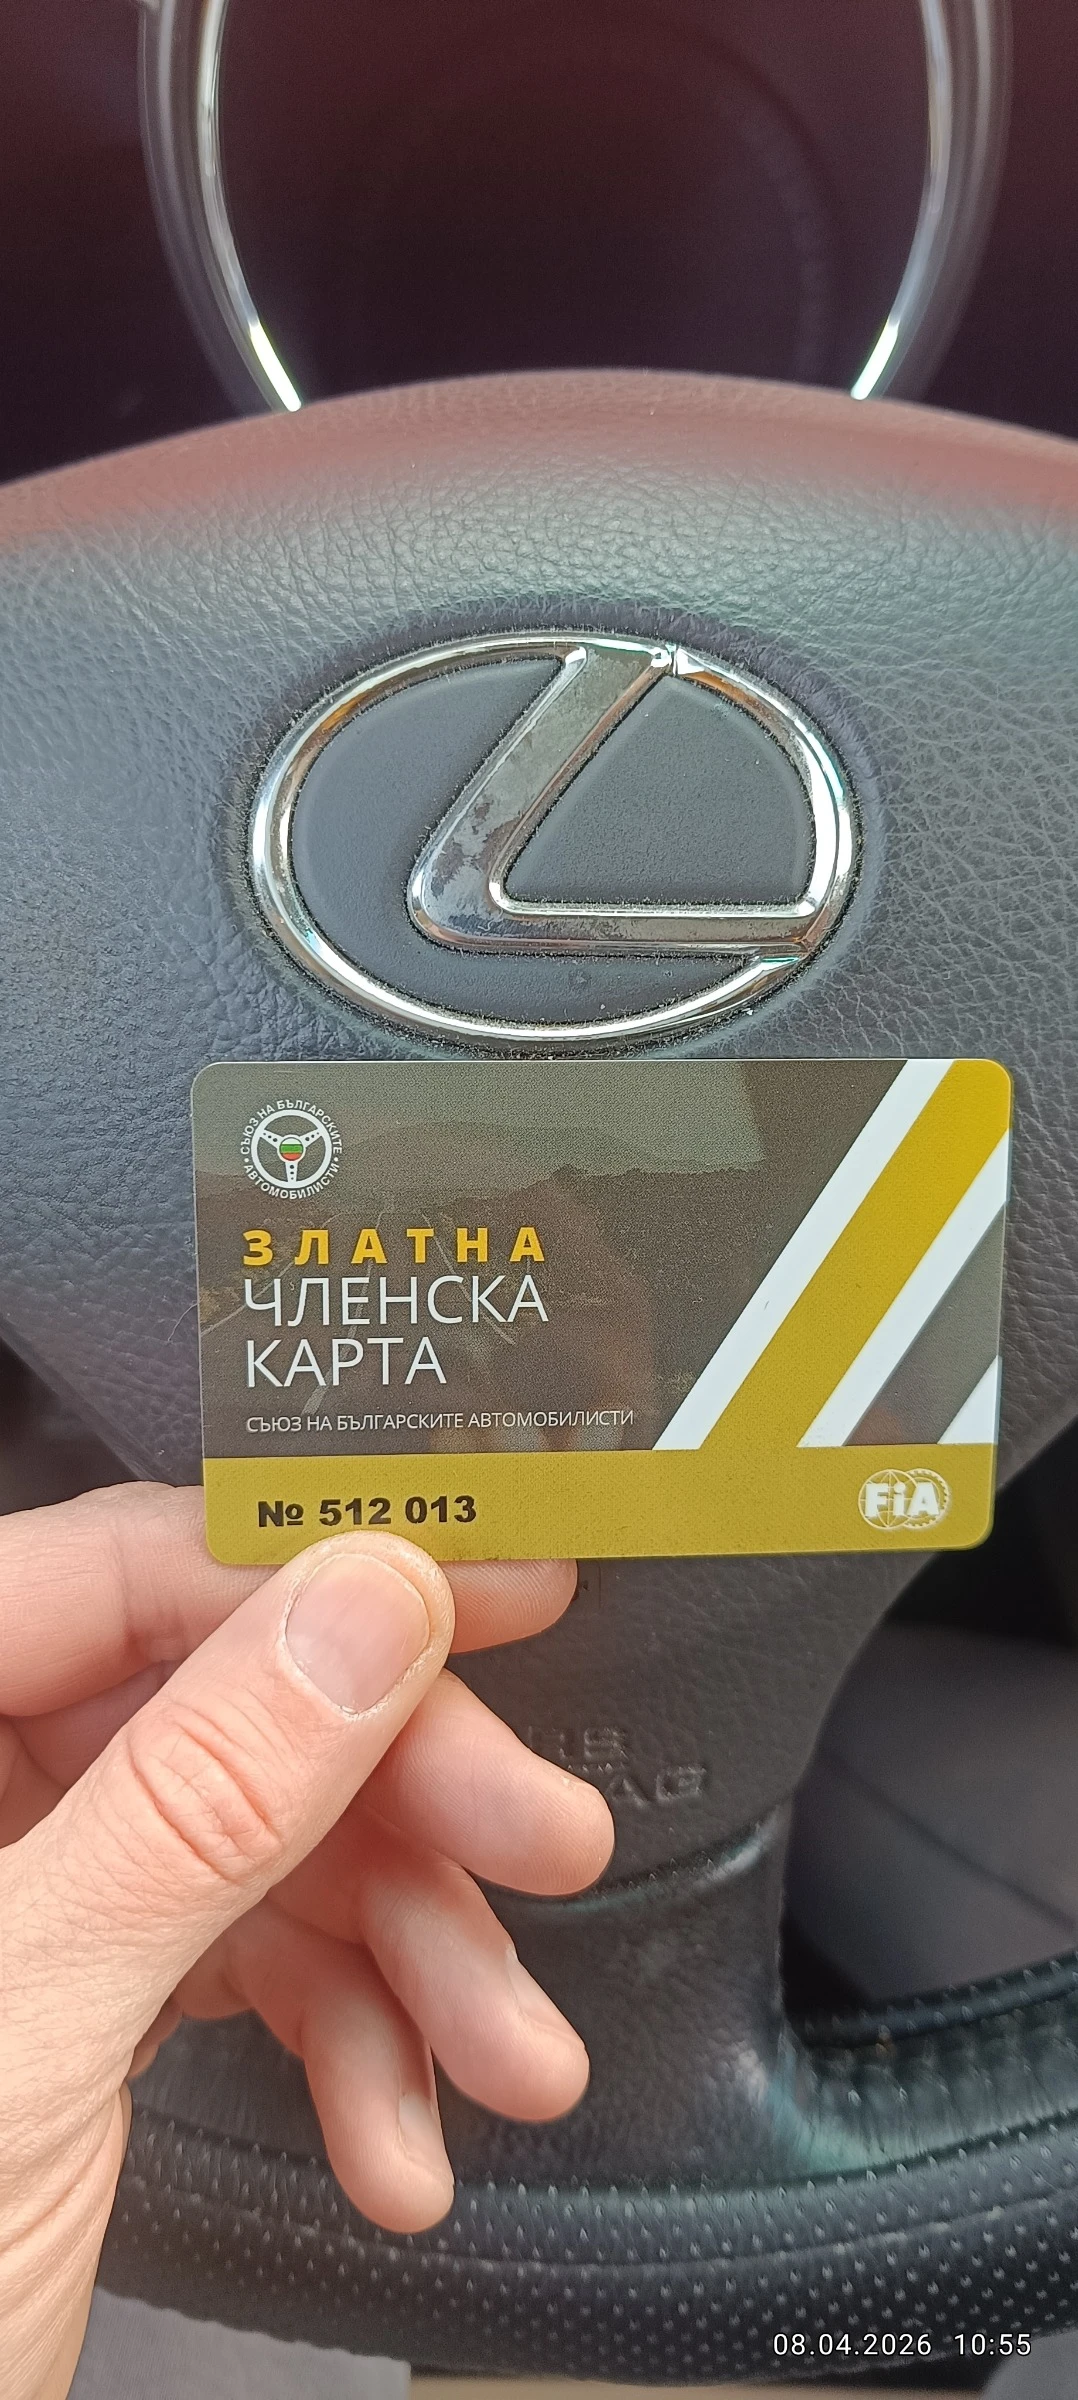 СЪЮЗ НА БЪЛГАРСКИТЕ
• АВТОМОБИЛИСТИ •
ЗЛАТНА
ЧЛЕНСКА
КАРТА
СЪЮЗ НА БЪЛГАРСКИТЕ АВТОМОБИЛИСТИ
№ 512 013
FiA
08.04.2026 10:55